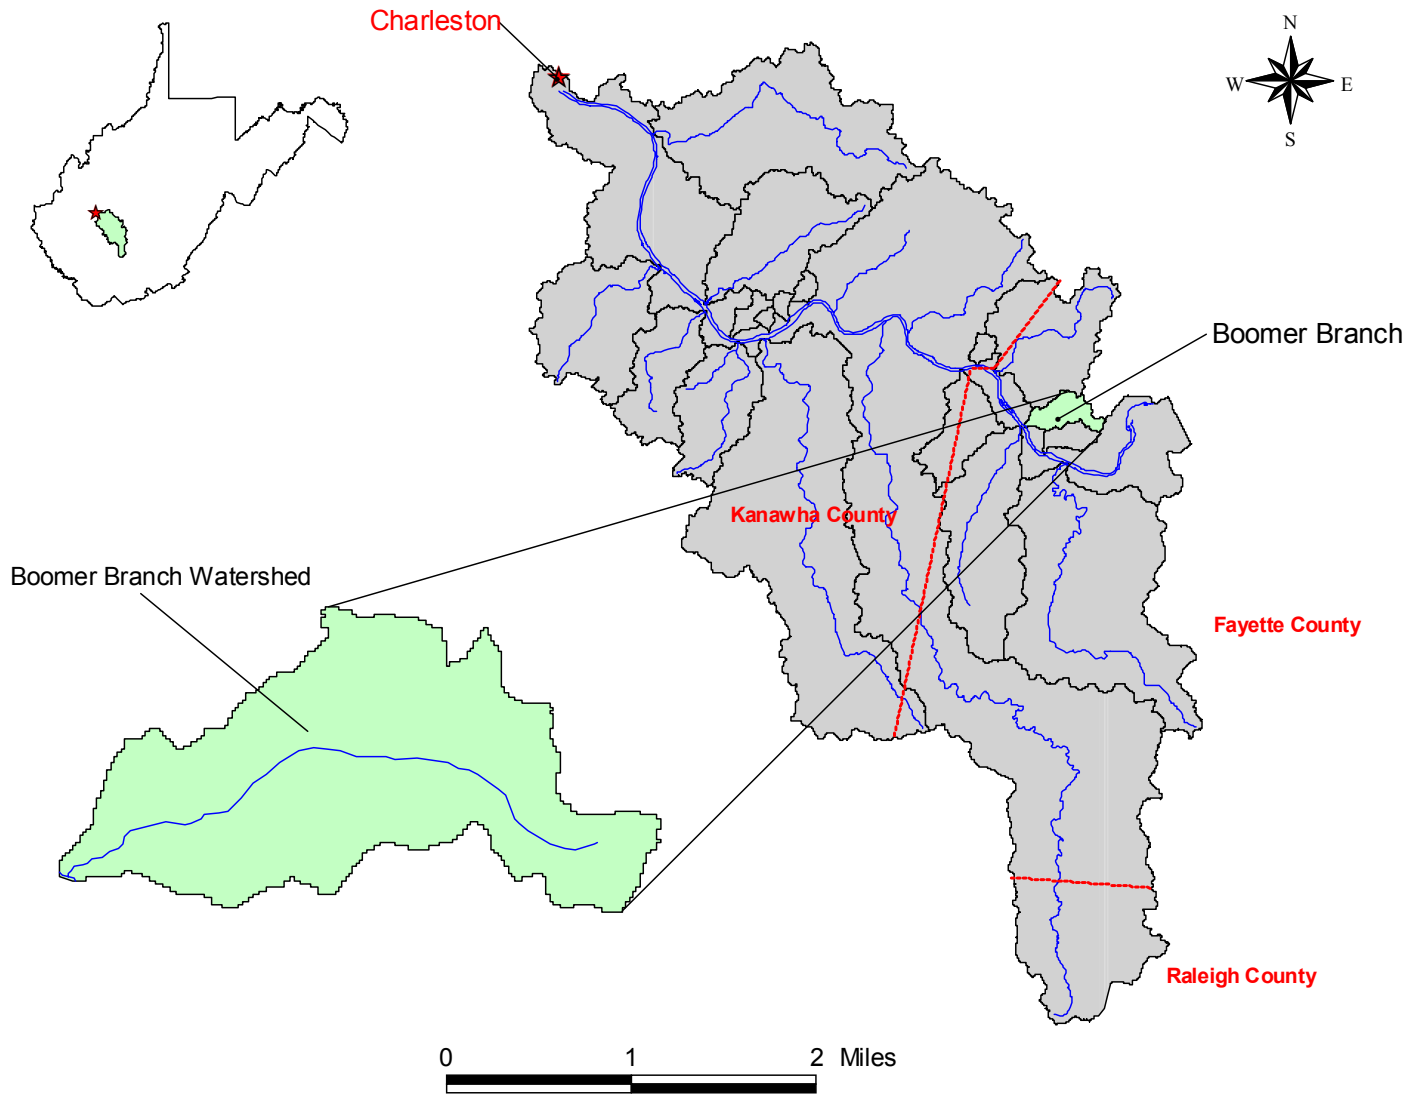 Charleston
N
W
E
S
Boomer Branch
Kanawha County
Boomer Branch Watershed
Fayette County
Raleigh County
0 1 2 Miles